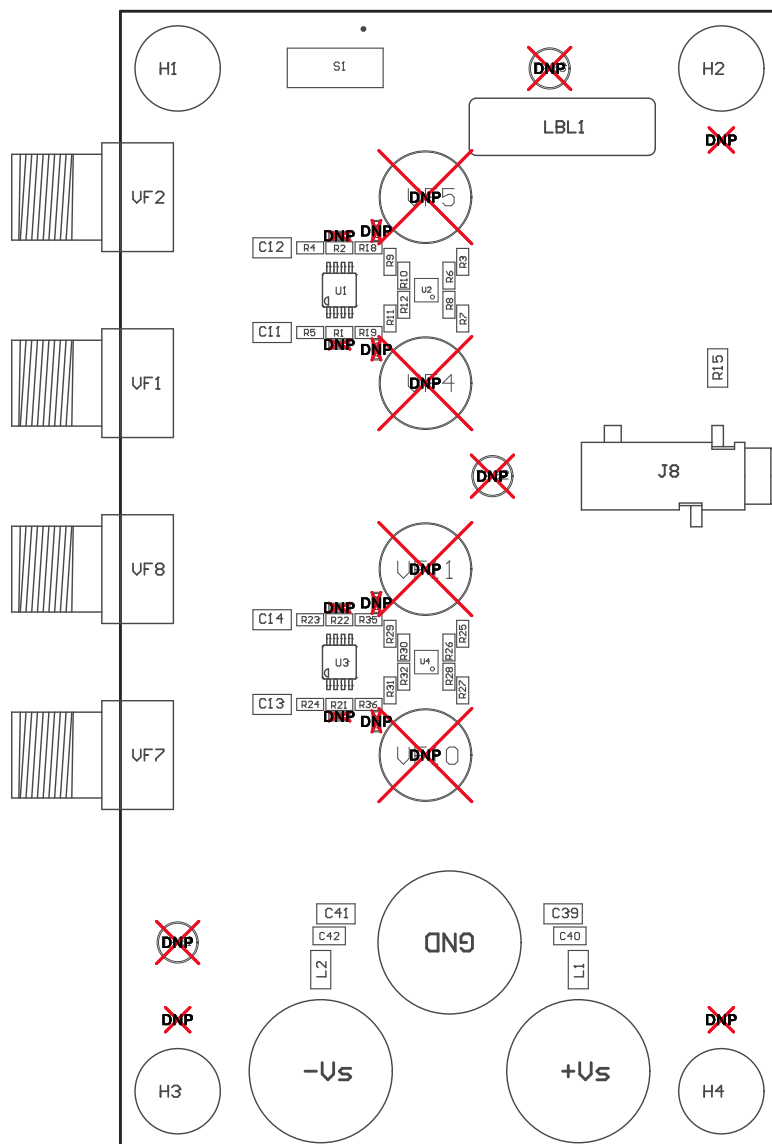 H1
S1
DNP
H2
LBL1
DNP
VF2
DNP
DNP
DNP
C12
R4
R2
R18
R9
R10
R6
R3
U1
U2
R12
R8
R11
R7
C11
R5
R1
R19
DNP
DNP
VF1
DNP
VF4
R15
DNP
J8
VF8
DNP
DNP
DNP
C14
R23
R22
R35
R29
R30
R26
R25
U3
U4
R32
R28
R31
R27
C13
R24
R21
R36
DNP
DNP
VF7
DNP
C41
C39
C42
C40
GND
DNP
L2
L1
DNP
DNP
-Vs
+Vs
H3
H4